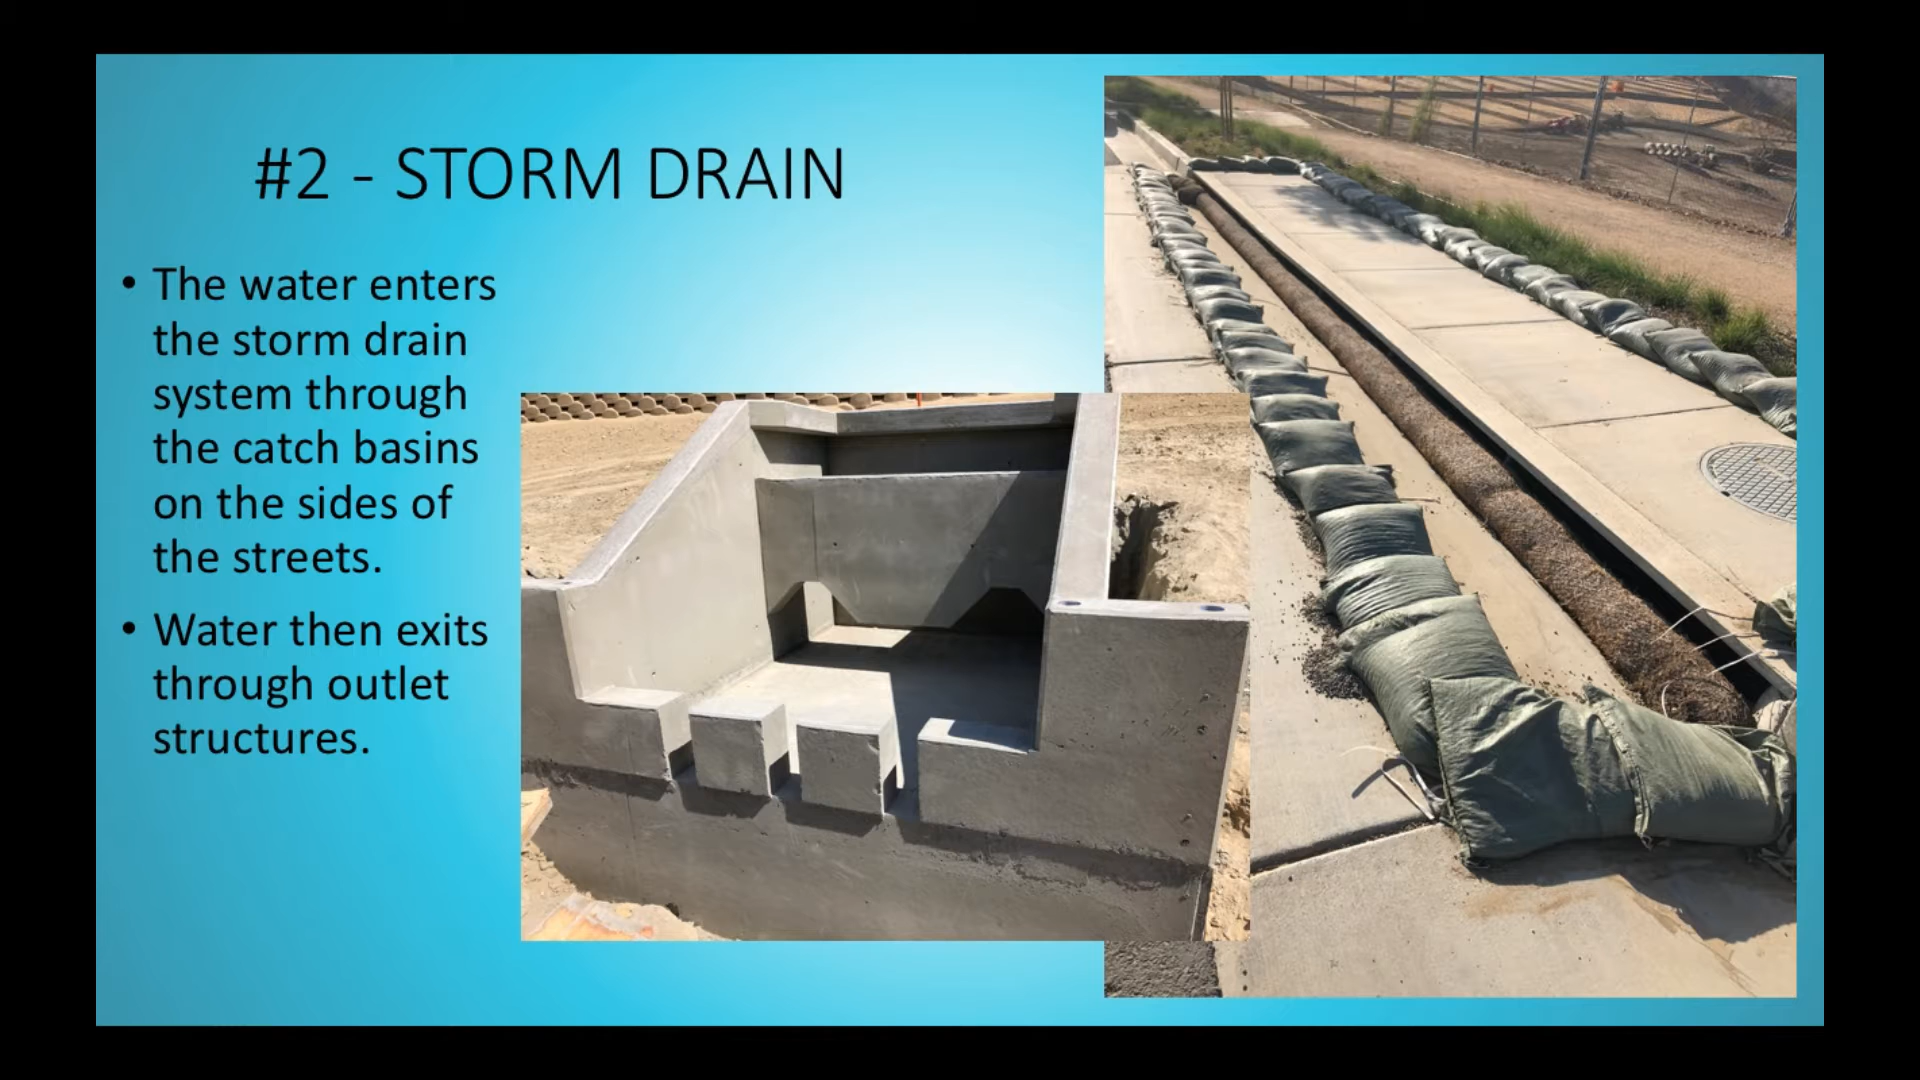 #2 - STORM DRAIN
• The water enters
the storm drain
system through
the catch basins
on the sides of
the streets.
• Water then exits
through outlet
structures.